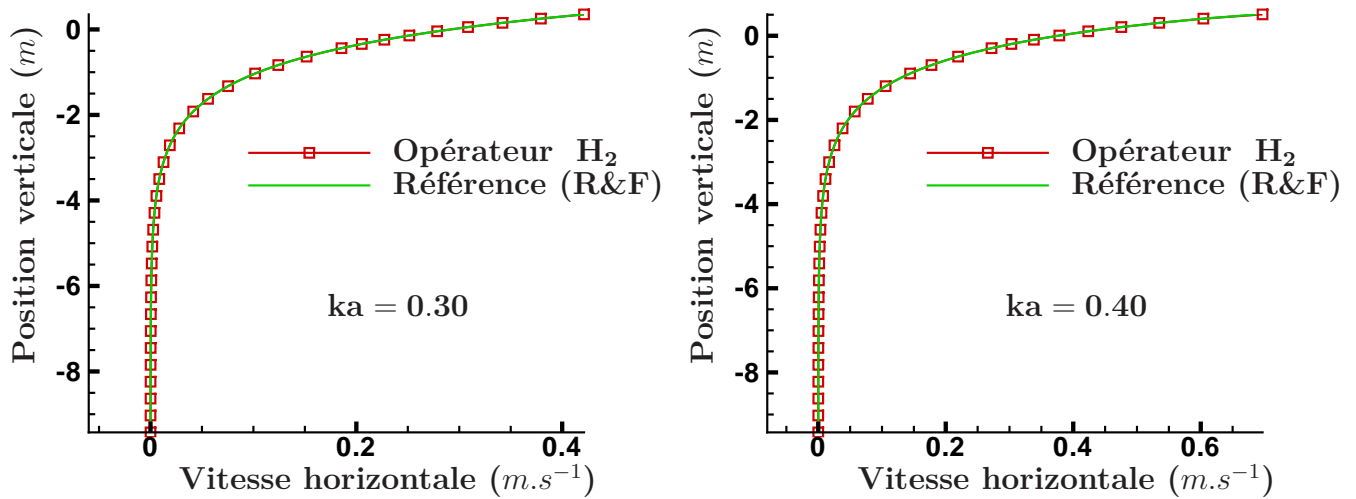 0
-2
-4
-6
-8
Position verticale (m)
Opérateur H₂
Référence (R&F)
ka = 0.30
0
0.2
0.4
Vitesse horizontale (m.s⁻¹)
0
-2
-4
-6
-8
Position verticale (m)
Opérateur H₂
Référence (R&F)
ka = 0.40
0
0.2
0.4
0.6
Vitesse horizontale (m.s⁻¹)